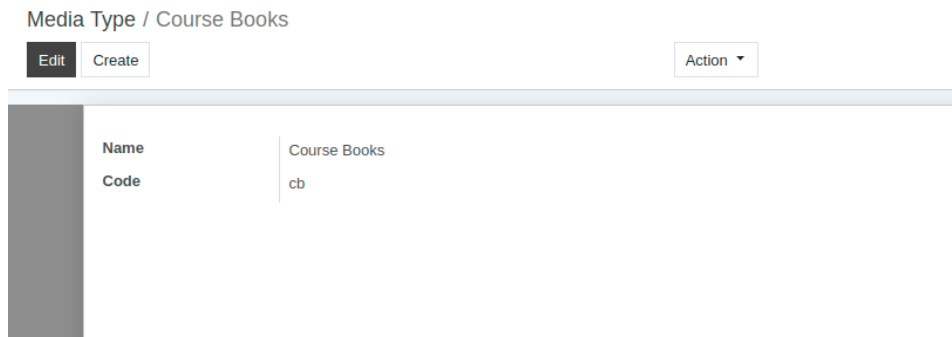 Media Type / Course Books
Edit Create Action
Name Course Books
Code cb